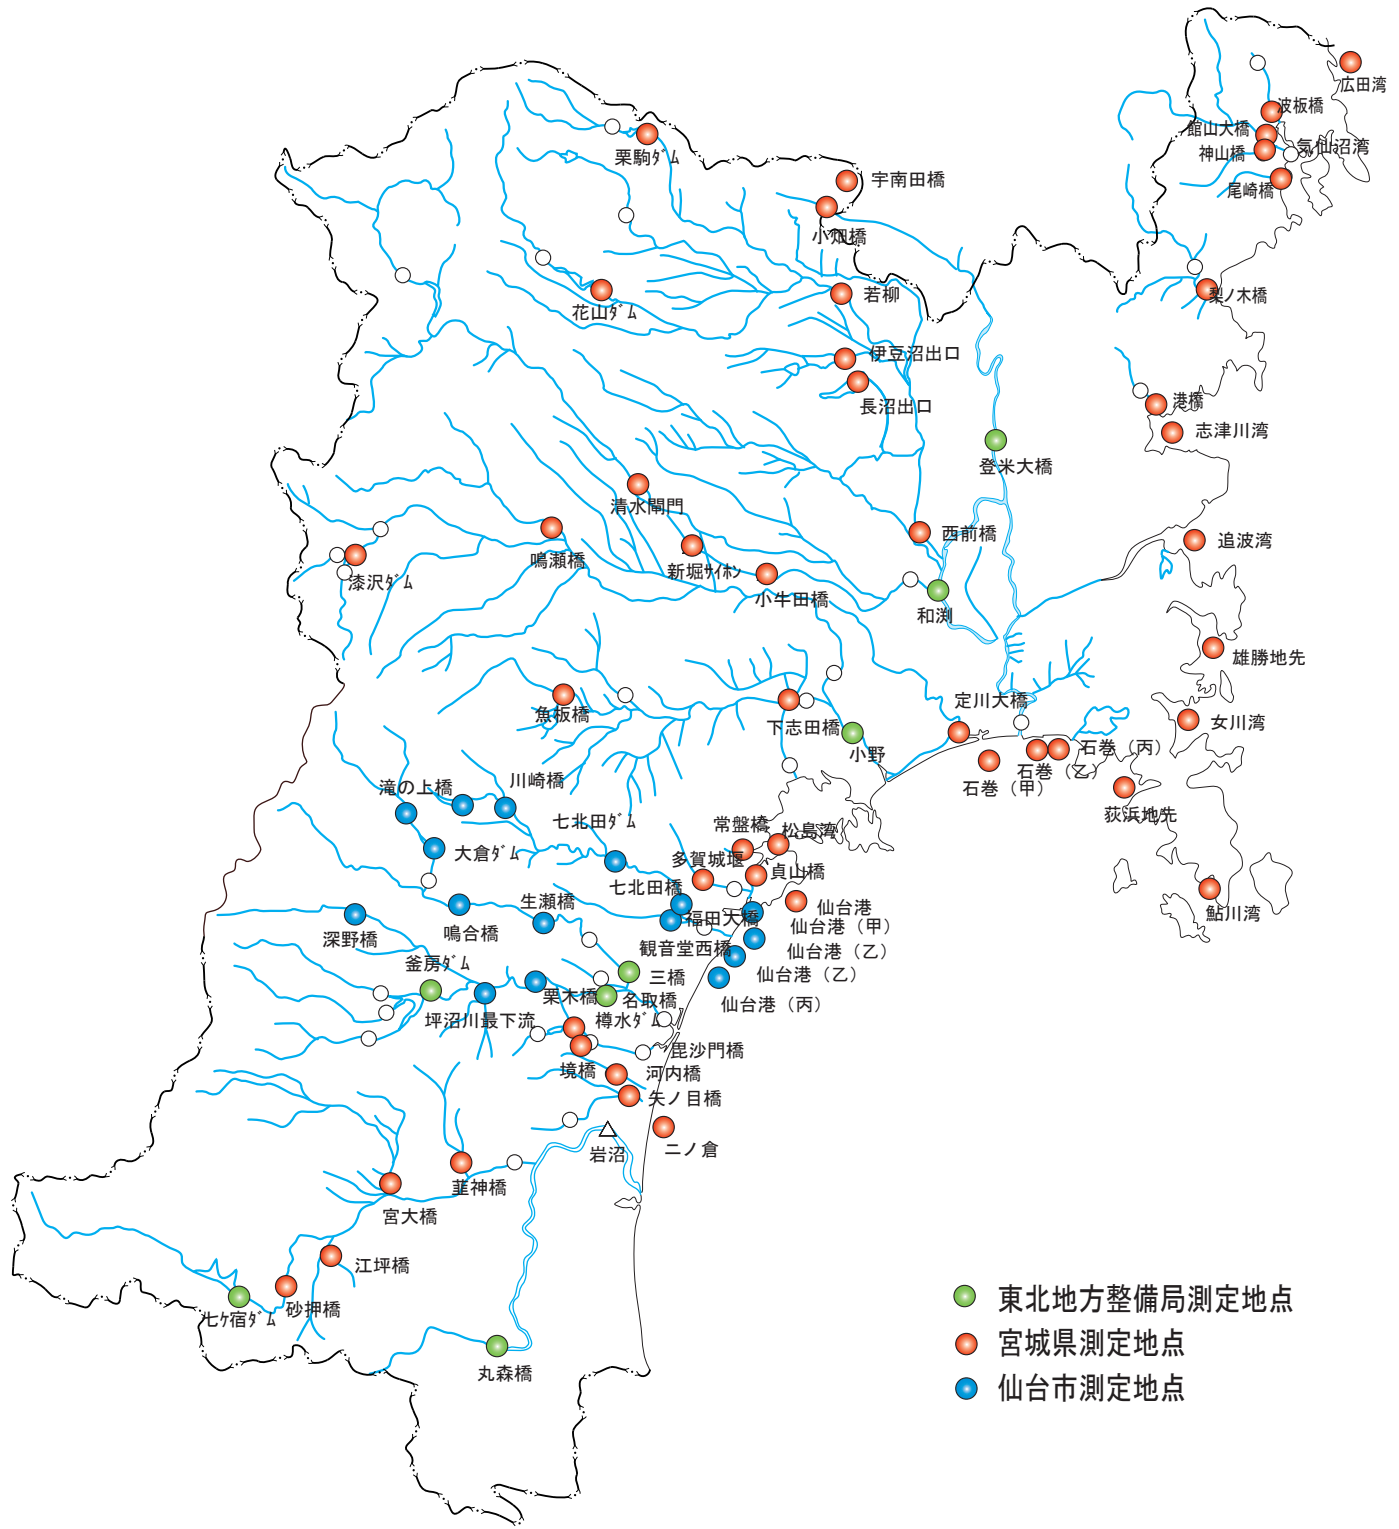 広田湾
波板橋
館山大橋
気仙沼湾
神山橋
尾崎橋
栗駒ﾀﾞﾑ
宇南田橋
小畑橋
花山ﾀﾞﾑ
若柳
梨ノ木橋
伊豆沼出口
長沼出口
港橋
志津川湾
登米大橋
清水閘門
西前橋
追波湾
鳴瀬橋
新堀ｻｲﾎﾝ
漆沢ﾀﾞﾑ
小牛田橋
和渕
雄勝地先
魚板橋
下志田橋
定川大橋
女川湾
小野
石巻（丙）
石巻（乙）
石巻（甲）
川崎橋
滝の上橋
荻浜地先
七北田ﾀﾞﾑ
常盤橋
松島湾
大倉ﾀﾞﾑ
多賀城堰
貞山橋
七北田橋
生瀬橋
仙台港
鮎川湾
福田大橋
仙台港（甲）
鳴合橋
深野橋
観音堂西橋
仙台港（乙）
釜房ﾀﾞﾑ
三橋
仙台港（乙）
栗木橋
名取橋
仙台港（丙）
坪沼川最下流
樽水ﾀﾞﾑ
毘沙門橋
境橋
河内橋
矢ノ目橋
岩沼
二ノ倉
韮神橋
宮大橋
江坪橋
七ｹ宿ﾀﾞﾑ
砂押橋
丸森橋
東北地方整備局測定地点
宮城県測定地点
仙台市測定地点